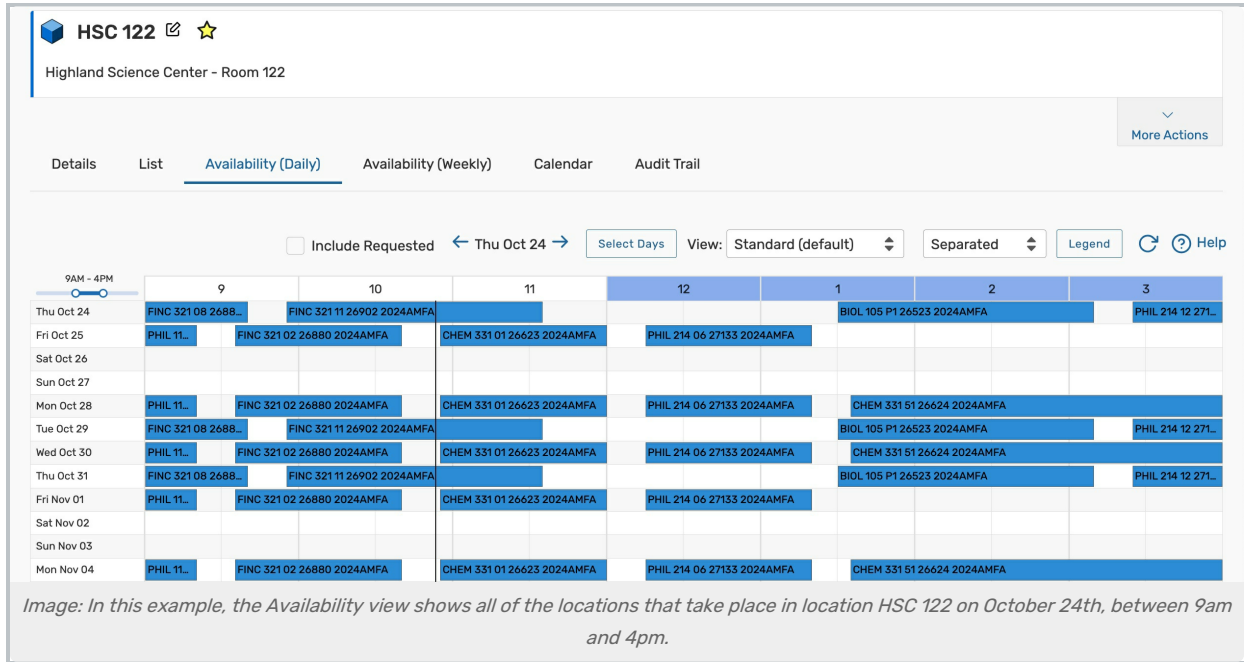 HSC 122
Highland Science Center - Room 122
More Actions
Details List Availability (Daily) Availability (Weekly) Calendar Audit Trail
Include Requested Thu Oct 24 Select Days View: Standard (default) Separated Legend Help
9AM - 4PM
9 10 11 12 1 2 3
Thu Oct 24 FINC 321 08 2688... FINC 321 11 26902 2024AMFA BIOL 105 P1 26523 2024AMFA PHIL 214 12 271...
Fri Oct 25 PHIL 11... FINC 321 02 26880 2024AMFA CHEM 331 01 26623 2024AMFA PHIL 214 06 27133 2024AMFA
Sat Oct 26
Sun Oct 27
Mon Oct 28 PHIL 11... FINC 321 02 26880 2024AMFA CHEM 331 01 26623 2024AMFA PHIL 214 06 27133 2024AMFA CHEM 331 51 26624 2024AMFA
Tue Oct 29 FINC 321 08 2688... FINC 321 11 26902 2024AMFA BIOL 105 P1 26523 2024AMFA PHIL 214 12 271...
Wed Oct 30 PHIL 11... FINC 321 02 26880 2024AMFA CHEM 331 01 26623 2024AMFA PHIL 214 06 27133 2024AMFA CHEM 331 51 26624 2024AMFA
Thu Oct 31 FINC 321 08 2688... FINC 321 11 26902 2024AMFA BIOL 105 P1 26523 2024AMFA PHIL 214 12 271...
Fri Nov 01 PHIL 11... FINC 321 02 26880 2024AMFA CHEM 331 01 26623 2024AMFA PHIL 214 06 27133 2024AMFA
Sat Nov 02
Sun Nov 03
Mon Nov 04 PHIL 11... FINC 321 02 26880 2024AMFA CHEM 331 01 26623 2024AMFA PHIL 214 06 27133 2024AMFA CHEM 331 51 26624 2024AMFA
Image: In this example, the Availability view shows all of the locations that take place in location HSC 122 on October 24th, between 9am
and 4pm.